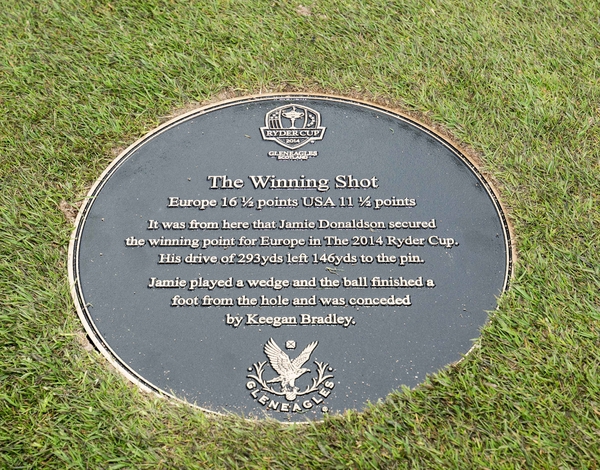 RYDER CUP
2014
GLENEAGLES
SCOTLAND
The Winning Shot
Europe 16 ½ points USA 11 ½ points
It was from here that Jamie Donaldson secured
the winning point for Europe in The 2014 Ryder Cup.
His drive of 293yds left 146yds to the pin.
Jamie played a wedge and the ball finished a
foot from the hole and was conceded
by Keegan Bradley.
GLENEAGLES